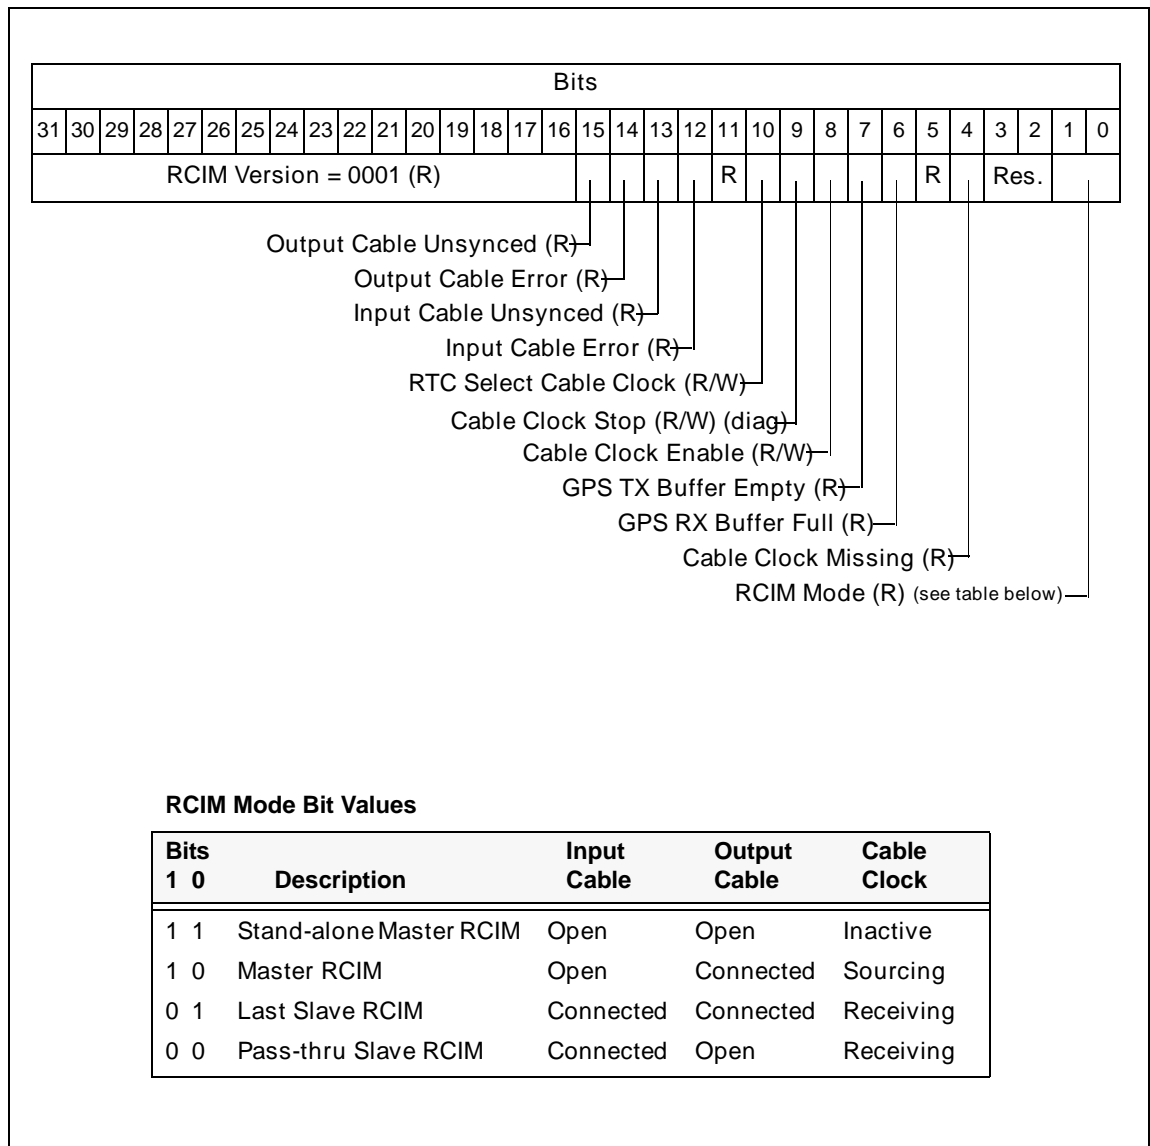 Bits
31 30 29 28 27 26 25 24 23 22 21 20 19 18 17 16 15 14 13 12 11 10 9 8 7 6 5 4 3 2 1 0
RCIM Version = 0001 (R) R R Res.
Output Cable Unsynced (R)
Output Cable Error (R)
Input Cable Unsynced (R)
Input Cable Error (R)
RTC Select Cable Clock (R/W)
Cable Clock Stop (R/W) (diag)
Cable Clock Enable (R/W)
GPS TX Buffer Empty (R)
GPS RX Buffer Full (R)
Cable Clock Missing (R)
RCIM Mode (R) (see table below)
RCIM Mode Bit Values
Bits Input Output Cable
1 0 Description Cable Cable Clock
1 1 Stand-alone Master RCIM Open Open Inactive
1 0 Master RCIM Open Connected Sourcing
0 1 Last Slave RCIM Connected Connected Receiving
0 0 Pass-thru Slave RCIM Connected Open Receiving